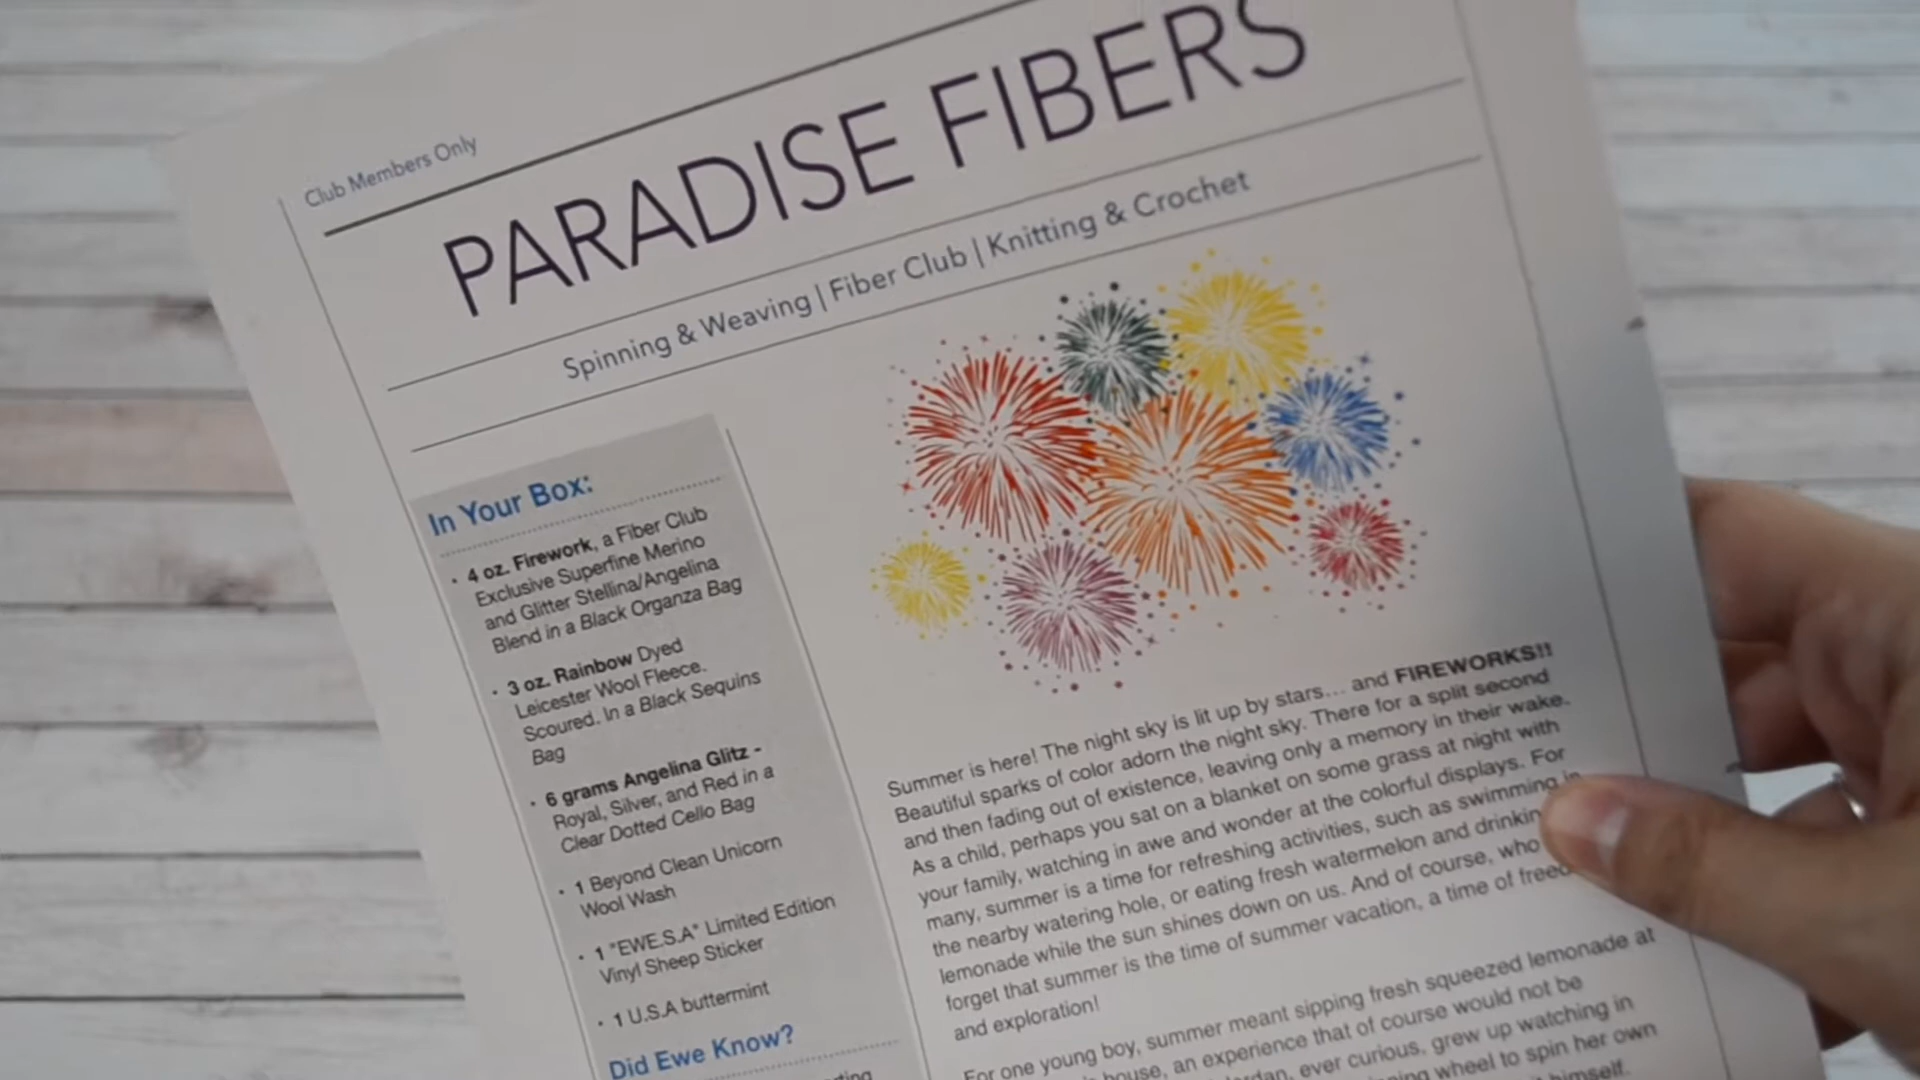 Club Members Only
PARADISE FIBERS
Spinning & Weaving | Fiber Club | Knitting & Crochet
In Your Box:
· 4 oz. Firework, a Fiber Club
Exclusive Superfine Merino
and Glitter Stellina/Angelina
Blend in a Black Organza Bag
· 3 oz. Rainbow Dyed
Leicester Wool Fleece.
Scoured. In a Black Sequins
Bag
· 6 grams Angelina Glitz -
Royal, Silver, and Red in a
Clear Dotted Cello Bag
· 1 Beyond Clean Unicorn
Wool Wash
· 1 "EWE.S.A" Limited Edition
Vinyl Sheep Sticker
· 1 U.S.A buttermint
Did Ewe Know?
Summer is here! The night sky is lit up by stars... and FIREWORKS!!
Beautiful sparks of color adorn the night sky. There for a split second
and then fading out of existence, leaving only a memory in their wake.
As a child, perhaps you sat on a blanket on some grass at night with
your family, watching in awe and wonder at the colorful displays. For
many, summer is a time for refreshing activities, such as swimming in
the nearby watering hole, or eating fresh watermelon and
lemonade while the sun shines down on us. And of course, who
forget that summer is the time of summer vacation, a time of
and exploration!
For one young boy, summer meant sipping fresh squeezed lemonade at
house, an experience that of course would not be
ever curious, grew up watching in
wheel to spin her own
himself.